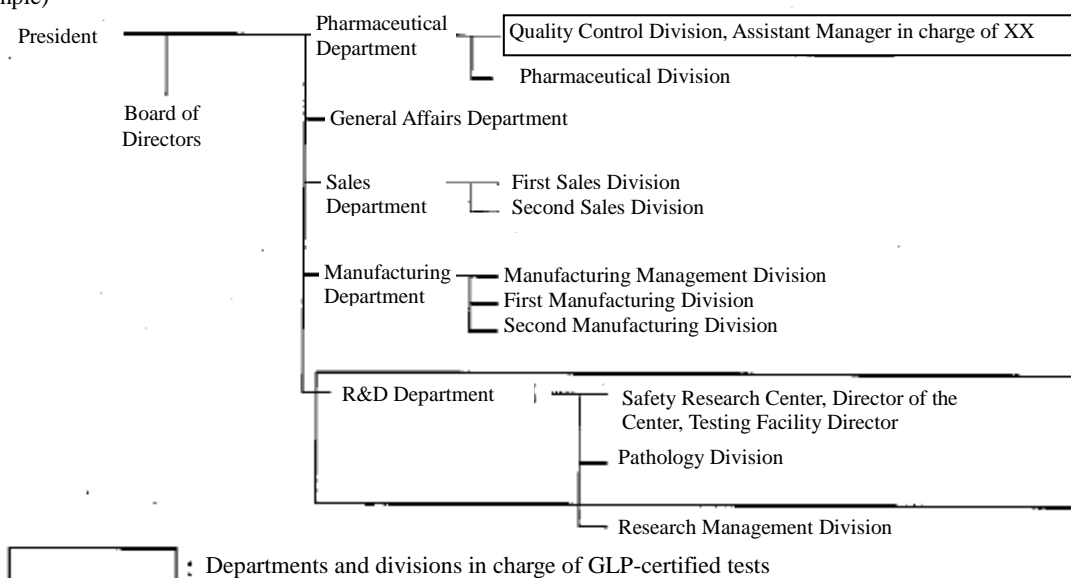 mple)
President
Pharmaceutical
Department
Quality Control Division, Assistant Manager in charge of XX
Pharmaceutical Division
Board of
Directors
General Affairs Department
Sales
Department
First Sales Division
Second Sales Division
Manufacturing
Department
Manufacturing Management Division
First Manufacturing Division
Second Manufacturing Division
R&D Department
Safety Research Center, Director of the
Center, Testing Facility Director
Pathology Division
Research Management Division
: Departments and divisions in charge of GLP-certified tests